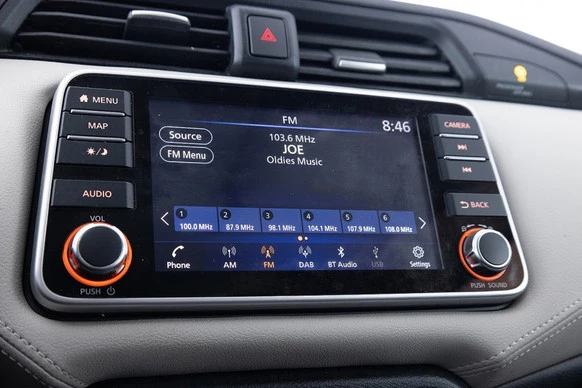 MENU
MAP
AUDIO
VOL
PUSH
FM
8:46
Source
FM Menu
103.6 MHz
JOE
Oldies Music
1 2 3 4 5 6
100.0 MHz 87.9 MHz 98.1 MHz 104.1 MHz 107.9 MHz 108.0 MHz
Phone AM FM DAB BT Audio USB Settings
CAMERA
BACK
PUSH SOUND